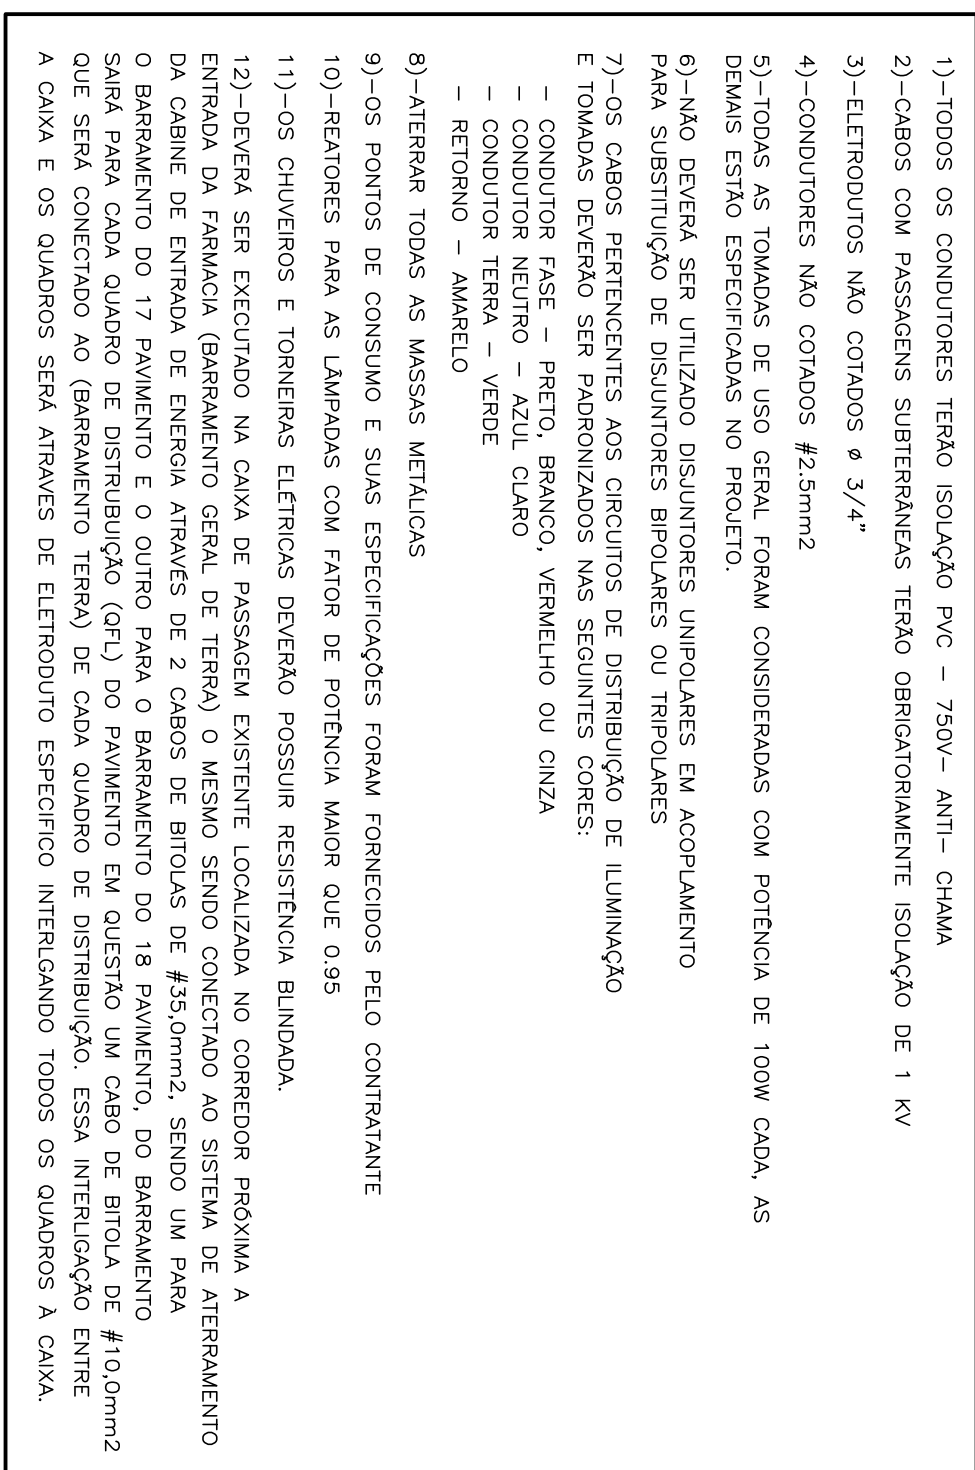 1)-TODOS OS CONDUTORES TERÃO ISOLAÇÃO PVC - 750V- ANTI- CHAMA
2)-CABOS COM PASSAGENS SUBTERRÂNEAS TERÃO OBRIGATORIAMENTE ISOLAÇÃO DE 1 KV
3)-ELETRODUTOS NÃO COTADOS ø 3/4"
4)-CONDUTORES NÃO COTADOS #2.5mm2
5)-TODAS AS TOMADAS DE USO GERAL FORAM CONSIDERADAS COM POTÊNCIA DE 100W CADA, AS
DEMAIS ESTÃO ESPECIFICADAS NO PROJETO.
6)-NÃO DEVERÁ SER UTILIZADO DISJUNTORES UNIPOLARES EM ACOPLAMENTO
PARA SUBSTITUIÇÃO DE DISJUNTORES BIPOLARES OU TRIPOLARES
7)-OS CABOS PERTENCENTES AOS CIRCUITOS DE DISTRIBUIÇÃO DE ILUMINAÇÃO
E TOMADAS DEVERÃO SER PADRONIZADOS NAS SEGUINTES CORES:
- CONDUTOR FASE - PRETO, BRANCO, VERMELHO OU CINZA
- CONDUTOR NEUTRO - AZUL CLARO
- CONDUTOR TERRA - VERDE
- RETORNO - AMARELO
8)-ATERRAR TODAS AS MASSAS METÁLICAS
9)-OS PONTOS DE CONSUMO E SUAS ESPECIFICAÇÕES FORAM FORNECIDOS PELO CONTRATANTE
10)-REATORES PARA AS LÂMPADAS COM FATOR DE POTÊNCIA MAIOR QUE 0.95
11)-OS CHUVEIROS E TORNEIRAS ELÉTRICAS DEVERÃO POSSUIR RESISTÊNCIA BLINDADA.
12)-DEVERÁ SER EXECUTADO NA CAIXA DE PASSAGEM EXISTENTE LOCALIZADA NO CORREDOR PRÓXIMA A
ENTRADA DA FARMACIA (BARRAMENTO GERAL DE TERRA) O MESMO SENDO CONECTADO AO SISTEMA DE ATERRAMENTO
DA CABINE DE ENTRADA DE ENERGIA ATRAVÉS DE 2 CABOS DE BITOLAS DE #35,0mm2, SENDO UM PARA
O BARRAMENTO DO 17 PAVIMENTO E O OUTRO PARA O BARRAMENTO DO 18 PAVIMENTO, DO BARRAMENTO
SAIRÁ PARA CADA QUADRO DE DISTRUBUIÇÃO (QFL) DO PAVIMENTO EM QUESTÃO UM CABO DE BITOLA DE #10,0mm2
QUE SERÁ CONECTADO AO (BARRAMENTO TERRA) DE CADA QUADRO DE DISTRIBUIÇÃO. ESSA INTERLIGAÇÃO ENTRE
A CAIXA E OS QUADROS SERÁ ATRAVES DE ELETRODUTO ESPECIFICO INTERLGANDO TODOS OS QUADROS À CAIXA.